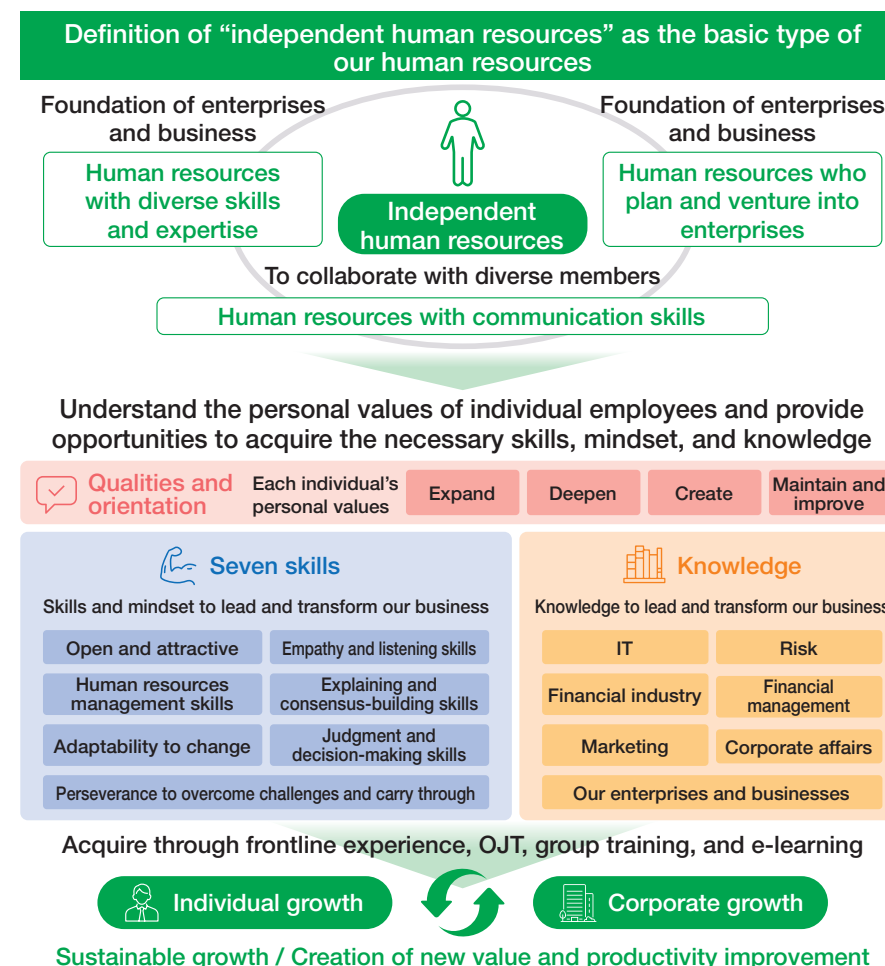 Definition of “independent human resources” as the basic type of
our human resources
Foundation of enterprises
and business
Human resources
with diverse skills
and expertise
Independent
human resources
Foundation of enterprises
and business
Human resources who
plan and venture into
enterprises
To collaborate with diverse members
Human resources with communication skills
Understand the personal values of individual employees and provide
opportunities to acquire the necessary skills, mindset, and knowledge
Qualities and
orientation
Each individual’s
personal values
Expand
Deepen
Create
Maintain and
improve
Seven skills
Skills and mindset to lead and transform our business
Open and attractive
Empathy and listening skills
Human resources
management skills
Explaining and
consensus-building skills
Adaptability to change
Judgment and
decision-making skills
Perseverance to overcome challenges and carry through
Knowledge
Knowledge to lead and transform our business
IT
Risk
Financial industry
Financial
management
Marketing
Corporate affairs
Our enterprises and businesses
Acquire through frontline experience, OJT, group training, and e-learning
Individual growth
Corporate growth
Sustainable growth / Creation of new value and productivity improvement